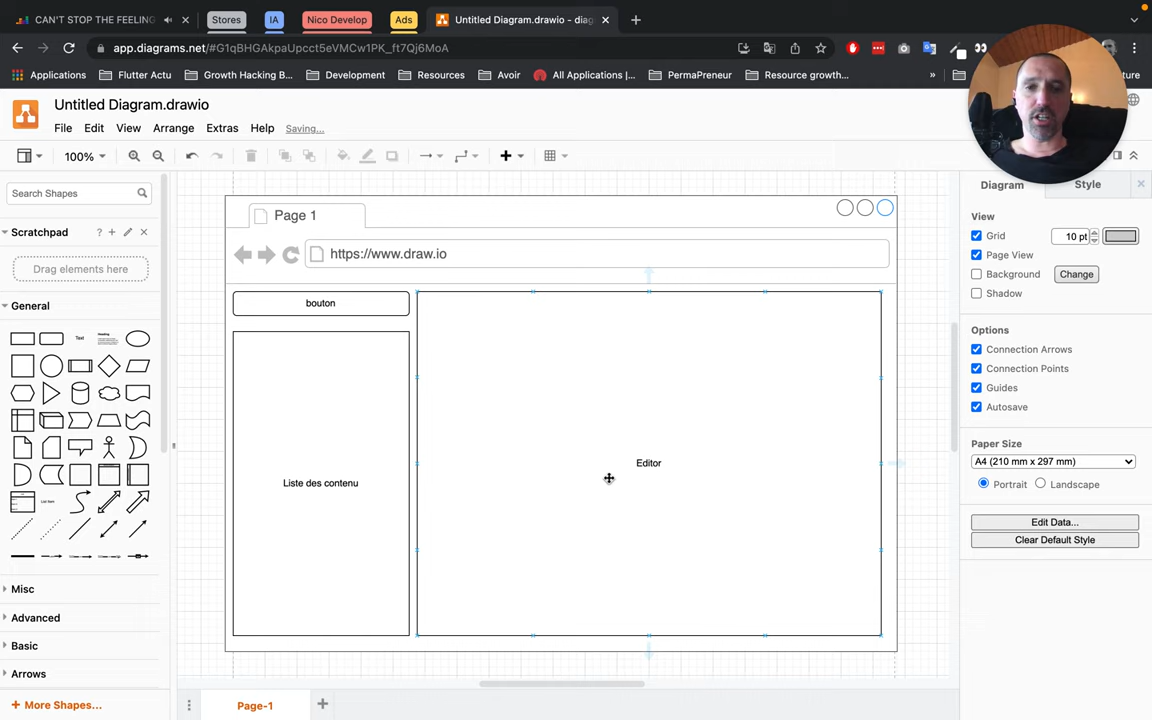 CAN'T STOP THE FEELING
Stores
IA
Nico Develop
Ads
Untitled Diagram.drawio - diag
app.diagrams.net/#G1qBHGAkpaUpcct5eVMCw1PK_ft7Qj6MoA
Applications
Flutter Actu
Growth Hacking B...
Development
Resources
Avoir
All Applications |...
PermaPreneur
Resource growth...
»
ture
Untitled Diagram.drawio
File
Edit
View
Arrange
Extras
Help
Saving...
100%
Search Shapes
Scratchpad
?
Drag elements here
General
Text
Heading
List Item
Misc
Advanced
Basic
Arrows
+ More Shapes...
Page 1
https://www.draw.io
bouton
Liste des contenu
Editor
Page-1
Diagram
Style
View
Grid
10 pt
Page View
Background
Change
Shadow
Options
Connection Arrows
Connection Points
Guides
Autosave
Paper Size
A4 (210 mm x 297 mm)
Portrait
Landscape
Edit Data...
Clear Default Style